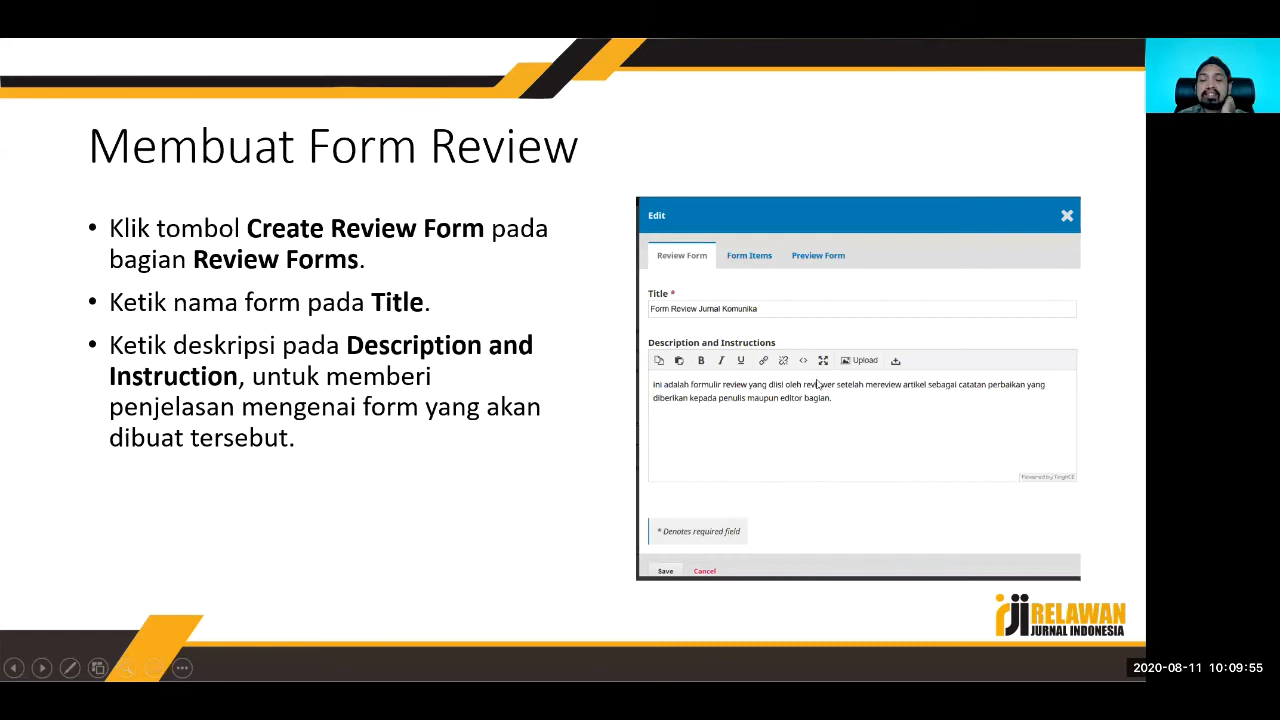 Membuat Form Review
• Klik tombol Create Review Form pada
bagian Review Forms.
• Ketik nama form pada Title.
• Ketik deskripsi pada Description and
Instruction, untuk memberi
penjelasan mengenai form yang akan
dibuat tersebut.
Edit
Review Form Form Items Preview Form
Title *
Form Review Jurnal Komunika
Description and Instructions
B I U Upload
ini adalah formulir review yang diisi oleh reviewer setelah mereview artikel sebagai catatan perbaikan yang
diberikan kepada penulis maupun editor bagian.
Powered by TinyMCE
* Denotes required field
Save Cancel
rji RELAWAN
JURNAL INDONESIA
2020-08-11 10:09:55